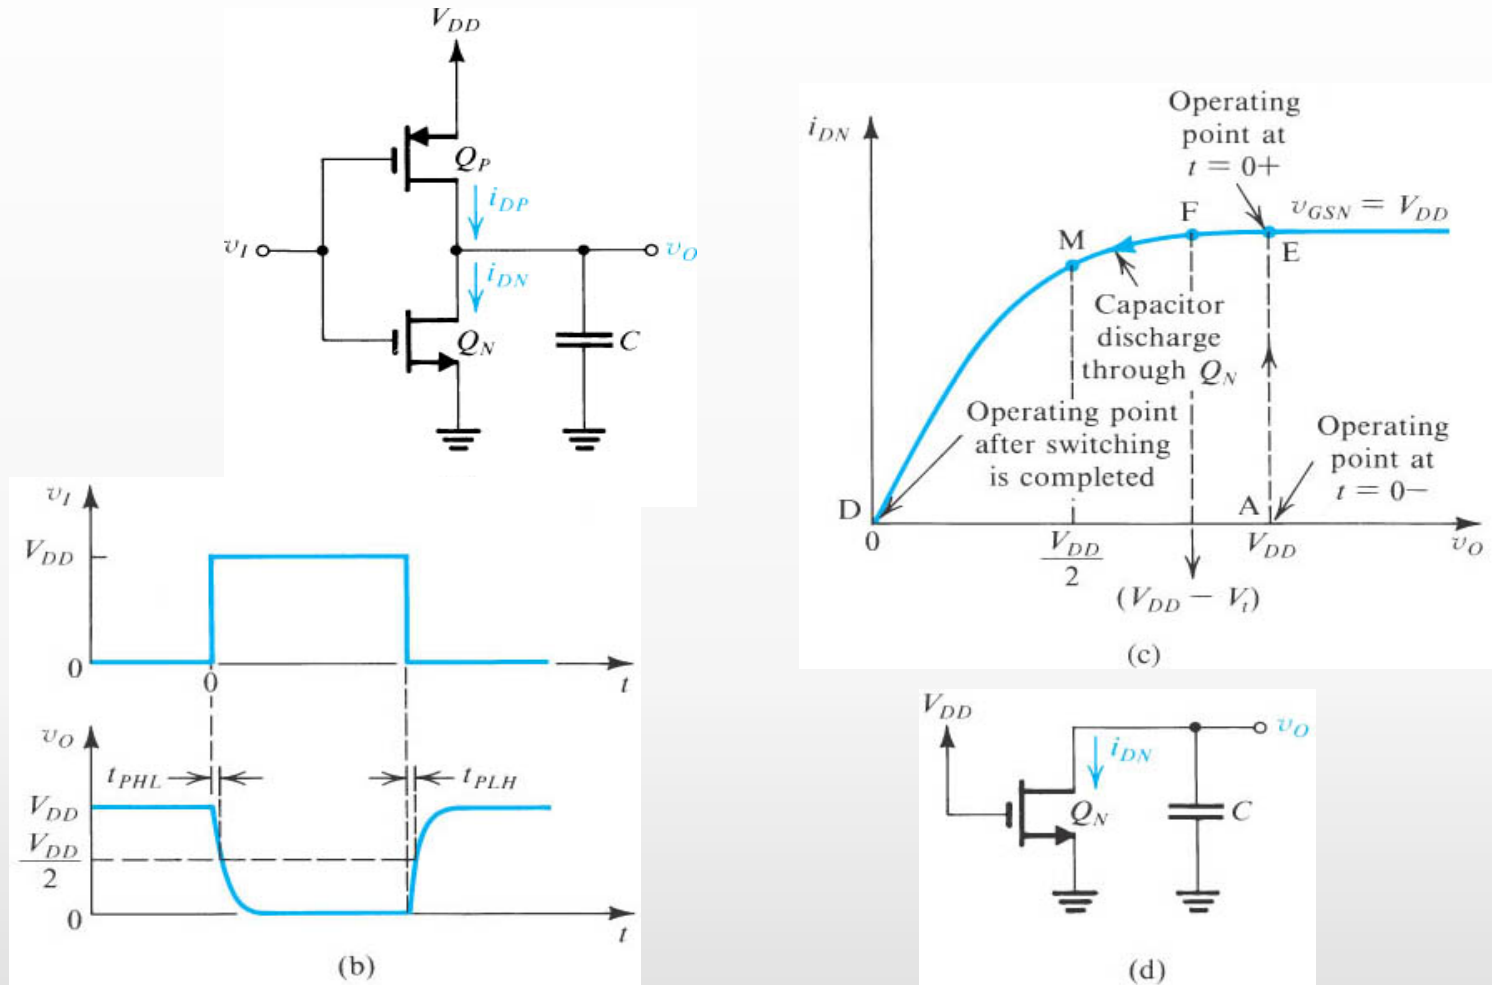 V_DD
Q_P
i_DP
v_I
v_O
i_DN
Q_N
C
v_I
V_DD
0
0
t
v_O
t_PHL
t_PLH
V_DD
V_DD
2
0
t
(b)
i_DN
Operating
point at
t = 0+
v_GSN = V_DD
F
M
E
Capacitor
discharge
through Q_N
Operating point
after switching
is completed
Operating
point at
t = 0−
D
A
0
V_DD
2
V_DD
v_O
(V_DD − V_t)
(c)
V_DD
v_O
i_DN
Q_N
C
(d)